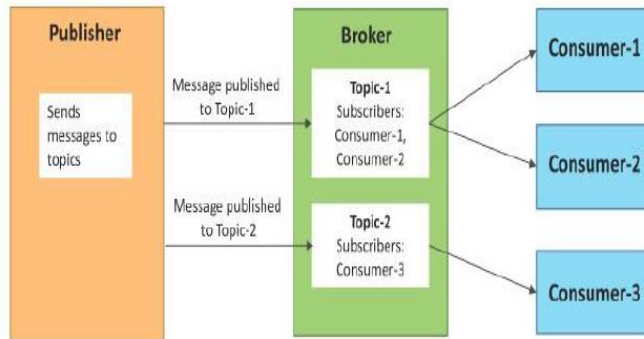 Publisher
Sends
messages to
topics
Message published
to Topic-1
Message published
to Topic-2
Broker
Topic-1
Subscribers:
Consumer-1,
Consumer-2
Topic-2
Subscribers:
Consumer-3
Consumer-1
Consumer-2
Consumer-3